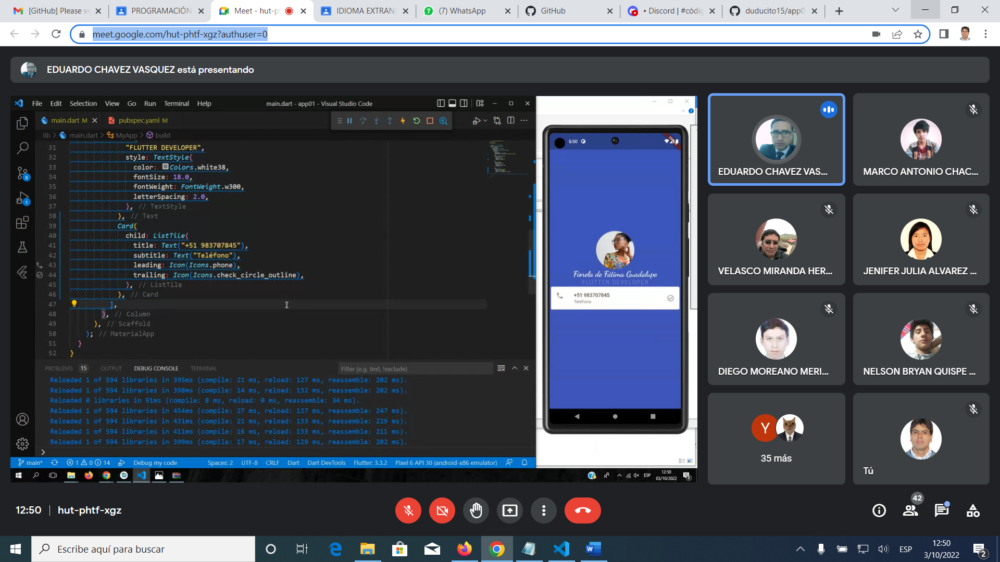 [GitHub] Please ve
PROGRAMACIÓN
Meet - hut-p
IDIOMA EXTRAN
(7) WhatsApp
GitHub
• Discord | #códig
duducito15/app0
meet.google.com/hut-phtf-xgz?authuser=0
EDUARDO CHAVEZ VASQUEZ está presentando
File Edit Selection View Go Run Terminal Help
main.dart - app01 - Visual Studio Code
main.dart M
pubspec.yaml M
lib > main.dart > MyApp > build
31 "FLUTTER DEVELOPER",
32 style: TextStyle(
33 color: Colors.white38,
34 fontSize: 18.0,
35 fontWeight: FontWeight.w300,
36 letterSpacing: 2.0,
37 ), // TextStyle
38 ), // Text
39 Card(
40 child: ListTile(
41 title: Text("+51 983707845"),
42 subtitle: Text("Teléfono"),
43 leading: Icon(Icons.phone),
44 trailing: Icon(Icons.check_circle_outline),
45 ), // ListTile
46 ), // Card
47 ],
48 ), // Column
49 ), // Scaffold
50 ); // MaterialApp
51 }
52 }
8
1
PROBLEMS 15 OUTPUT DEBUG CONSOLE TERMINAL
Filter (e.g. text, !exclude)
Reloaded 1 of 594 libraries in 395ms (compile: 21 ms, reload: 127 ms, reassemble: 202 ms).
Reloaded 1 of 594 libraries in 398ms (compile: 14 ms, reload: 132 ms, reassemble: 202 ms).
Reloaded 0 libraries in 91ms (compile: 8 ms, reload: 0 ms, reassemble: 34 ms).
Reloaded 1 of 594 libraries in 454ms (compile: 27 ms, reload: 127 ms, reassemble: 247 ms).
Reloaded 1 of 594 libraries in 431ms (compile: 21 ms, reload: 133 ms, reassemble: 229 ms).
Reloaded 1 of 594 libraries in 411ms (compile: 16 ms, reload: 133 ms, reassemble: 211 ms).
Reloaded 1 of 594 libraries in 399ms (compile: 17 ms, reload: 129 ms, reassemble: 202 ms).
main* 1 0 14 Debug my code Spaces: 2 UTF-8 CRLF Dart Dart DevTools Flutter: 3.3.2 Pixel 6 API 30 (android-x86 emulator)
ESP
12:50
03/10/2022
2
5:50
Fiorela de Fátima Guadalupe
FLUTTER DEVELOPER
+51 983707845
Teléfono
EDUARDO CHAVEZ VAS...
MARCO ANTONIO CHAC...
VELASCO MIRANDA HER...
JENIFER JULIA ALVAREZ ...
DIEGO MOREANO MERI...
NELSON BRYAN QUISPE ...
Y
35 más
Tú
12:50 | hut-phtf-xgz
42
Escribe aquí para buscar
ESP
12:50
3/10/2022
2